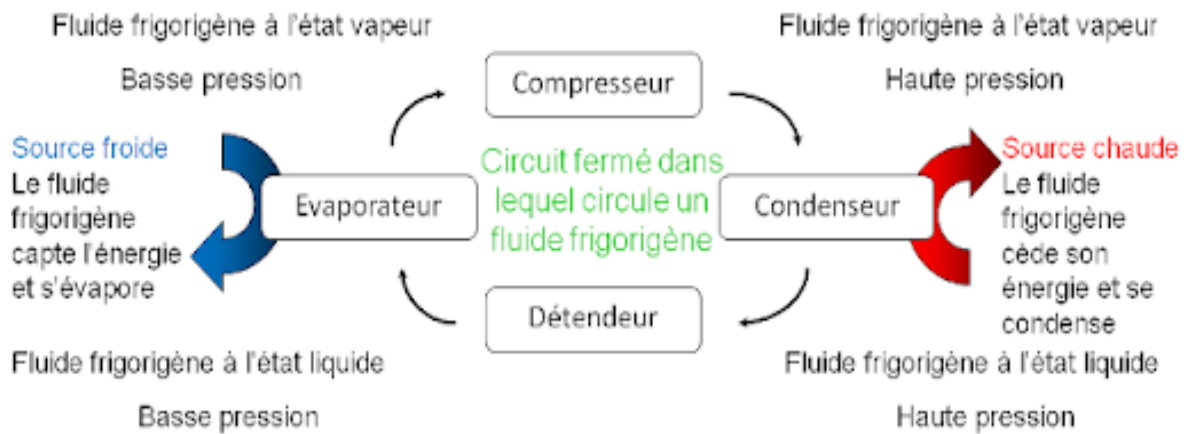 Fluide frigorigène à l'état vapeur
Basse pression
Fluide frigorigène à l'état vapeur
Haute pression
Compresseur
Source froide
Le fluide
frigorigène
capte l'énergie
et s'évapore
Evaporateur
Circuit fermé dans
lequel circule un
fluide frigorigène
Condenseur
Source chaude
Le fluide
frigorigène
cède son
énergie et se
condense
Détendeur
Fluide frigorigène à l'état liquide
Basse pression
Fluide frigorigène à l'état liquide
Haute pression